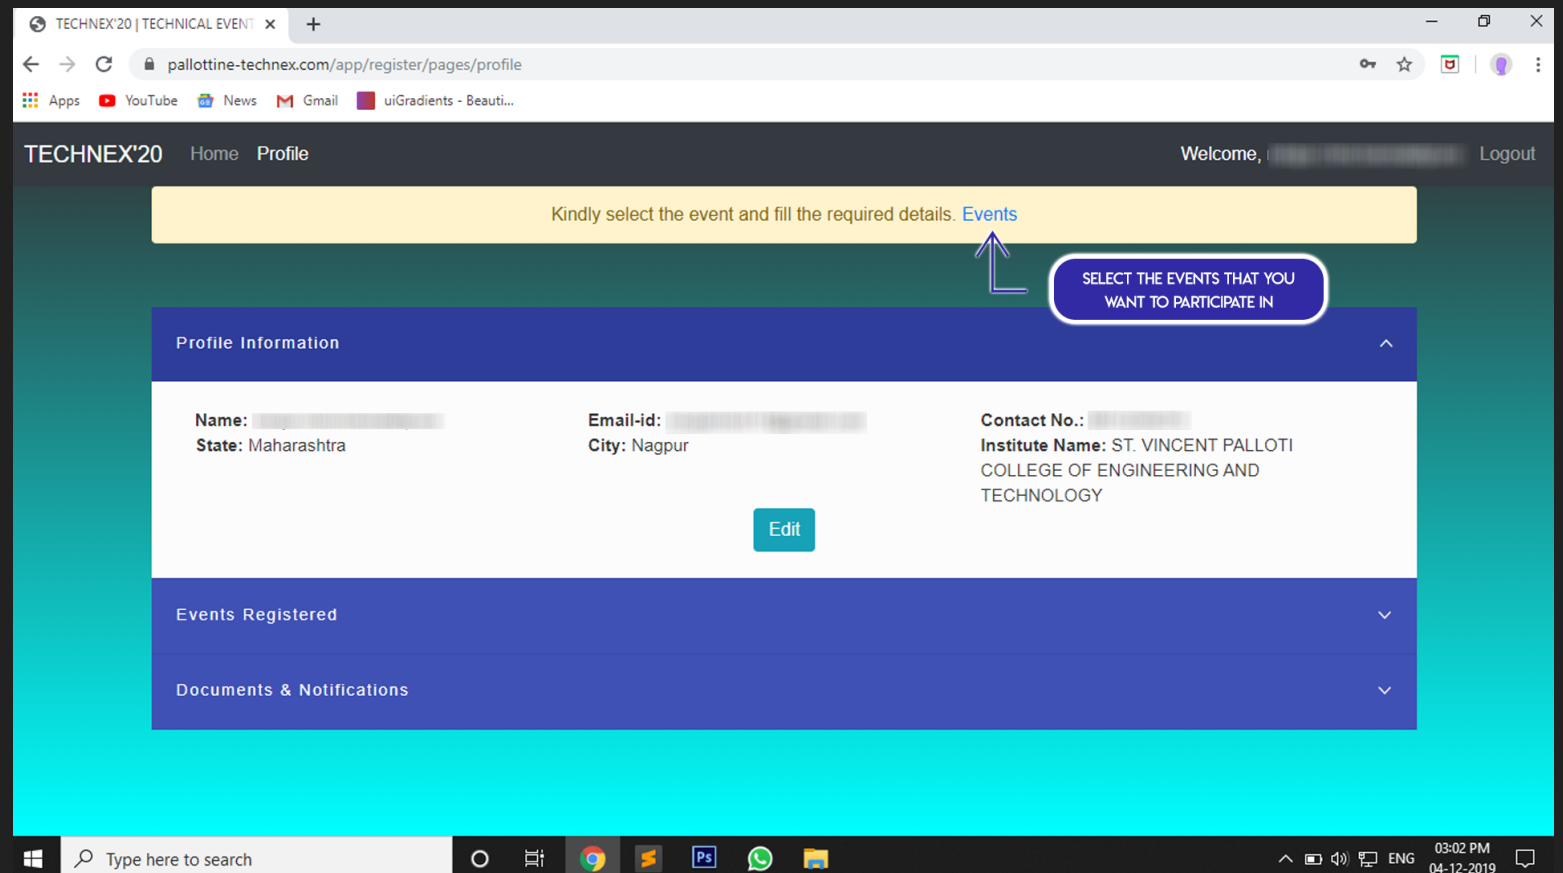 TECHNEX'20 | TECHNICAL EVENT
pallottine-technex.com/app/register/pages/profile
Apps YouTube News Gmail uiGradients - Beauti...
TECHNEX'20 Home Profile Welcome, Logout
Kindly select the event and fill the required details. Events
SELECT THE EVENTS THAT YOU
WANT TO PARTICIPATE IN
Profile Information
Name: Email-id: Contact No.:
State: Maharashtra City: Nagpur Institute Name: ST. VINCENT PALLOTI
COLLEGE OF ENGINEERING AND
TECHNOLOGY
Edit
Events Registered
Documents & Notifications
Type here to search Ps ENG 03:02 PM
04-12-2019